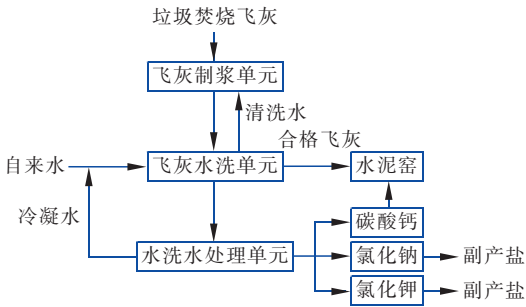 垃圾焚烧飞灰
飞灰制浆单元
清洗水
合格飞灰
自来水
飞灰水洗单元
水泥窑
冷凝水
碳酸钙
水洗水处理单元
氯化钠
副产盐
氯化钾
副产盐